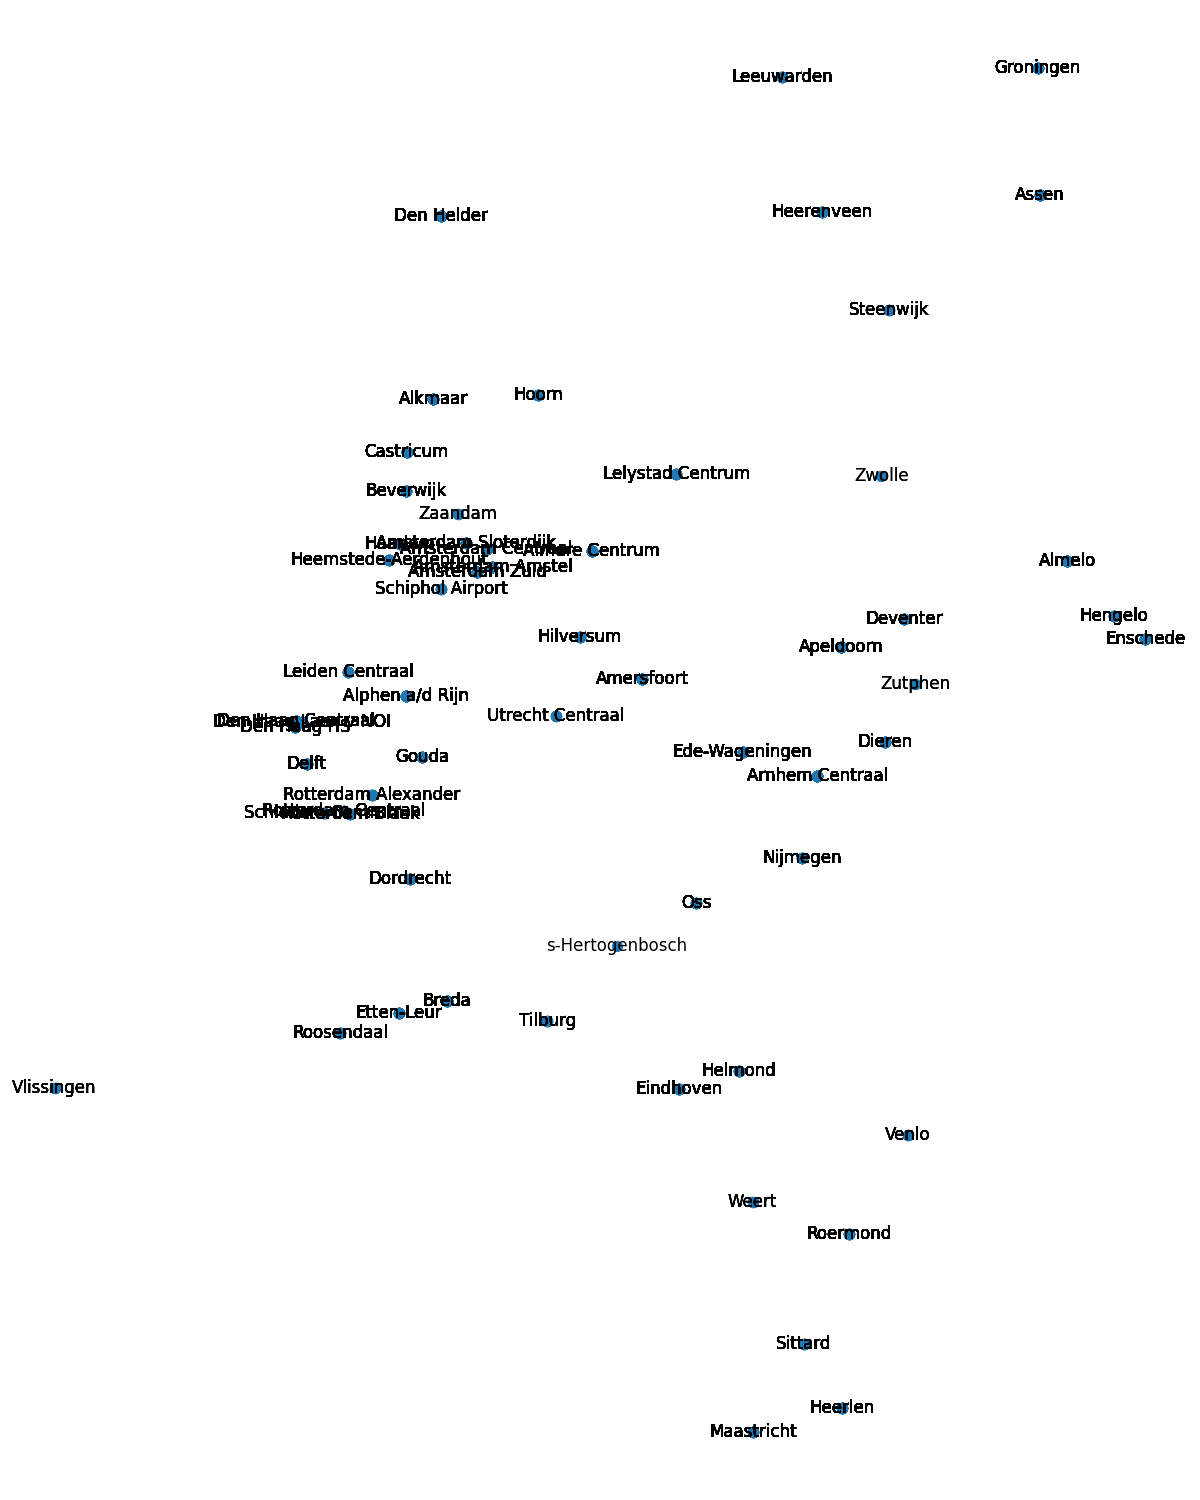 Groningen
Leeuwarden
Assen
Heerenveen
Den Helder
Steenwijk
Hoorn
Alkmaar
Castricum
Lelystad Centrum
Zwolle
Beverwijk
Zaandam
Amsterdam Sloterdijk
Amsterdam Centraal
Almere Centrum
Heemstede-Aerdenhout
Almelo
Amsterdam Amstel
Amsterdam Zuid
Schiphol Airport
Hengelo
Deventer
Hilversum
Enschede
Apeldoorn
Leiden Centraal
Amersfoort
Zutphen
Alphen a/d Rijn
Utrecht Centraal
Den Haag Centraal
Den Haag HS
Dieren
Ede-Wageningen
Gouda
Delft
Arnhem Centraal
Rotterdam Alexander
Rotterdam Centraal
Nijmegen
Dordrecht
Oss
s-Hertogenbosch
Breda
Etten-Leur
Tilburg
Roosendaal
Helmond
Vlissingen
Eindhoven
Venlo
Weert
Roermond
Sittard
Heerlen
Maastricht